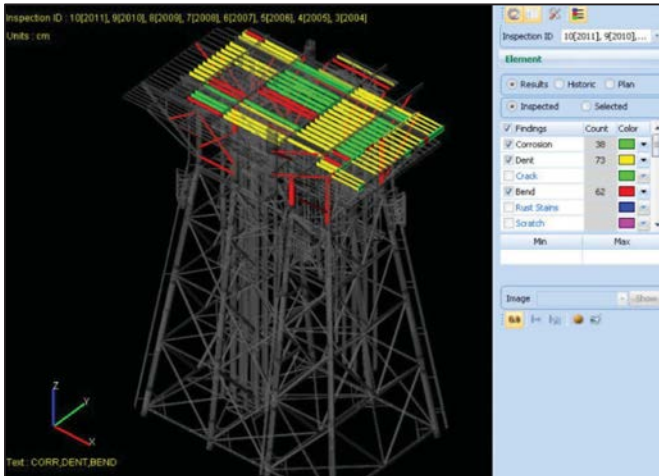 Inspection ID : 10[2011], 9[2010], 8[2009], 7[2008], 6[2007], 5[2006], 4[2005], 3[2004]
Units : cm
Z
Y
X
Text : CORR,DENT,BEND
Inspection ID 10[2011], 9[2010],...
Element
Results Historic Plan
Inspected Selected
Findings Count Color
Corrosion 38
Dent 73
Crack
Bend 62
Rust Stains
Scratch
Min Max
Image Show